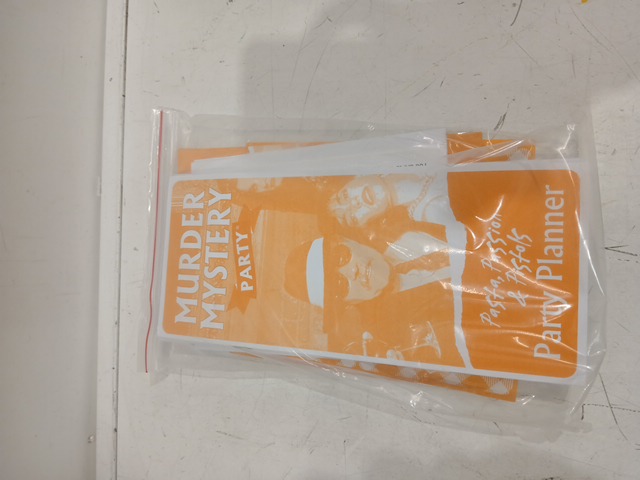 MURDER
MYSTERY
PARTY
Pasta, Passion
& Pistols
Party Planner